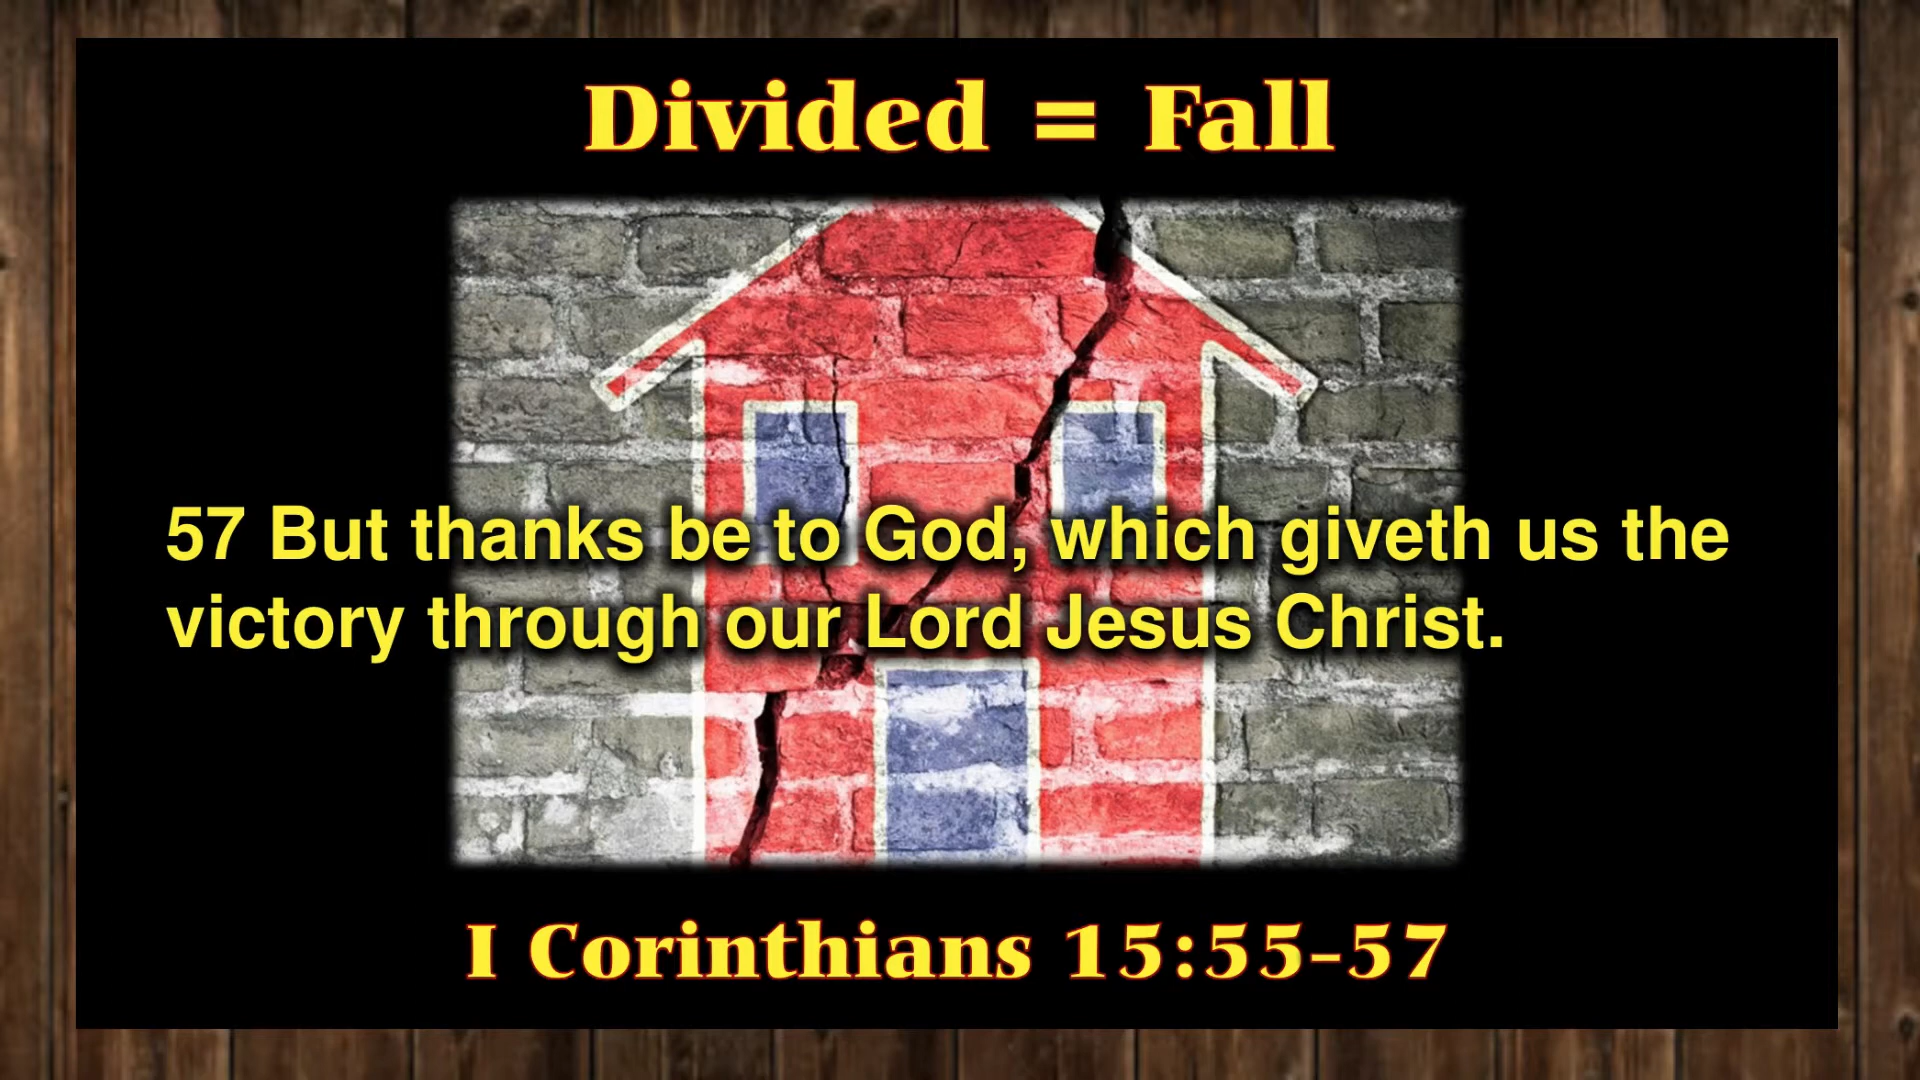 Divided = Fall
57 But thanks be to God, which giveth us the
victory through our Lord Jesus Christ.
I Corinthians 15:55-57